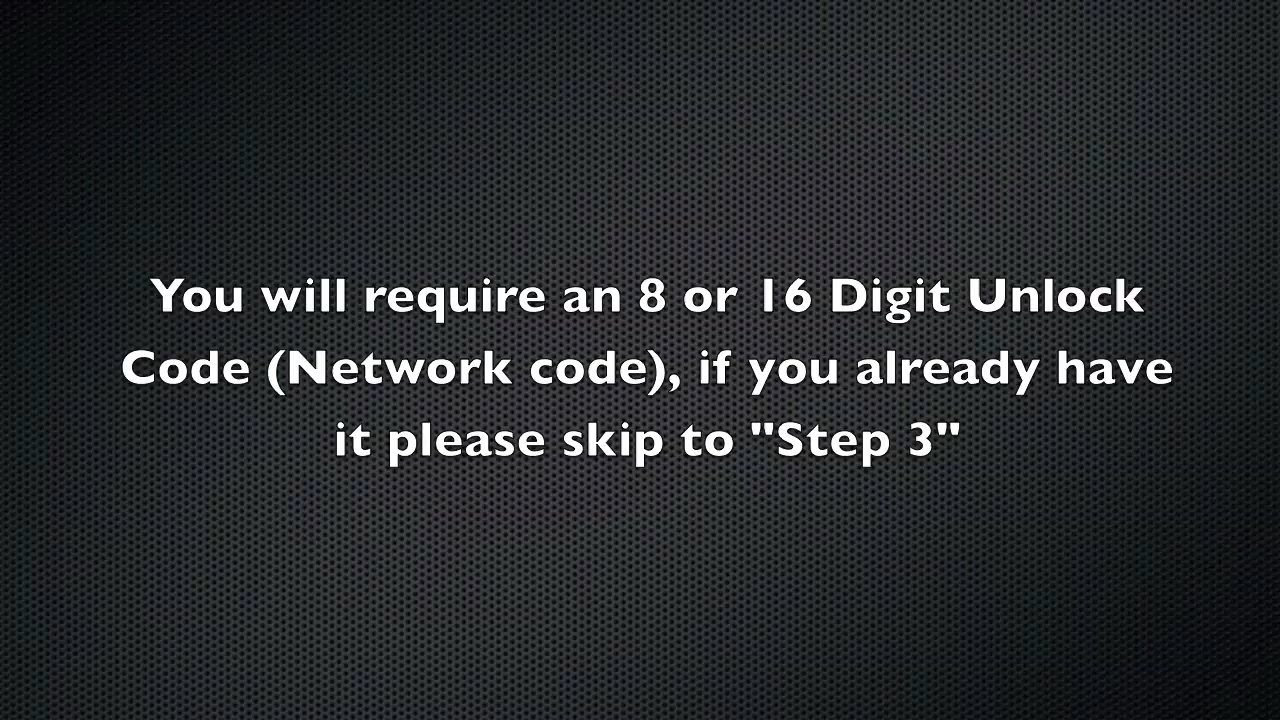 You will require an 8 or 16 Digit Unlock
Code (Network code), if you already have
it please skip to "Step 3"